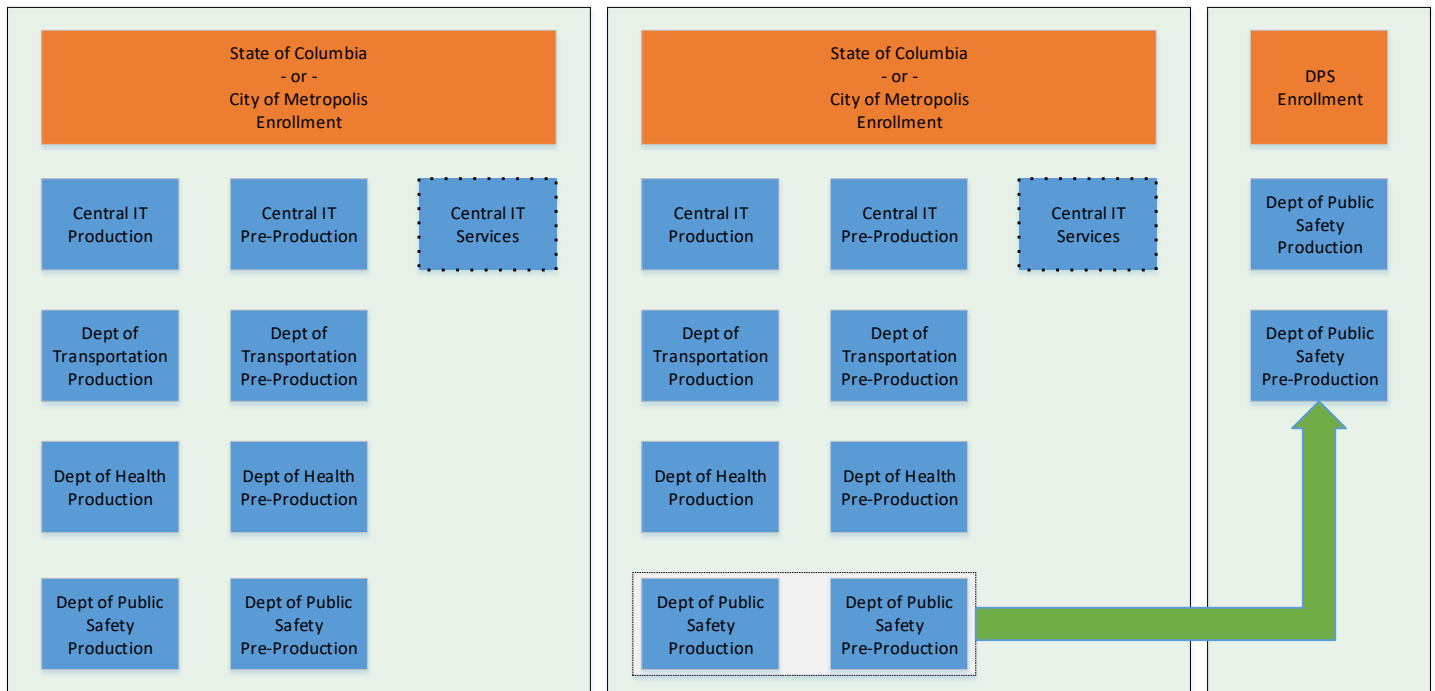 State of Columbia
- or -
City of Metropolis
Enrollment
Central IT
Production
Central IT
Pre-Production
Central IT
Services
Dept of
Transportation
Production
Dept of
Transportation
Pre-Production
Dept of Health
Production
Dept of Health
Pre-Production
Dept of Public
Safety
Production
Dept of Public
Safety
Pre-Production
State of Columbia
- or -
City of Metropolis
Enrollment
Central IT
Production
Central IT
Pre-Production
Central IT
Services
Dept of
Transportation
Production
Dept of
Transportation
Pre-Production
Dept of Health
Production
Dept of Health
Pre-Production
Dept of Public
Safety
Production
Dept of Public
Safety
Pre-Production
DPS
Enrollment
Dept of Public
Safety
Production
Dept of Public
Safety
Pre-Production